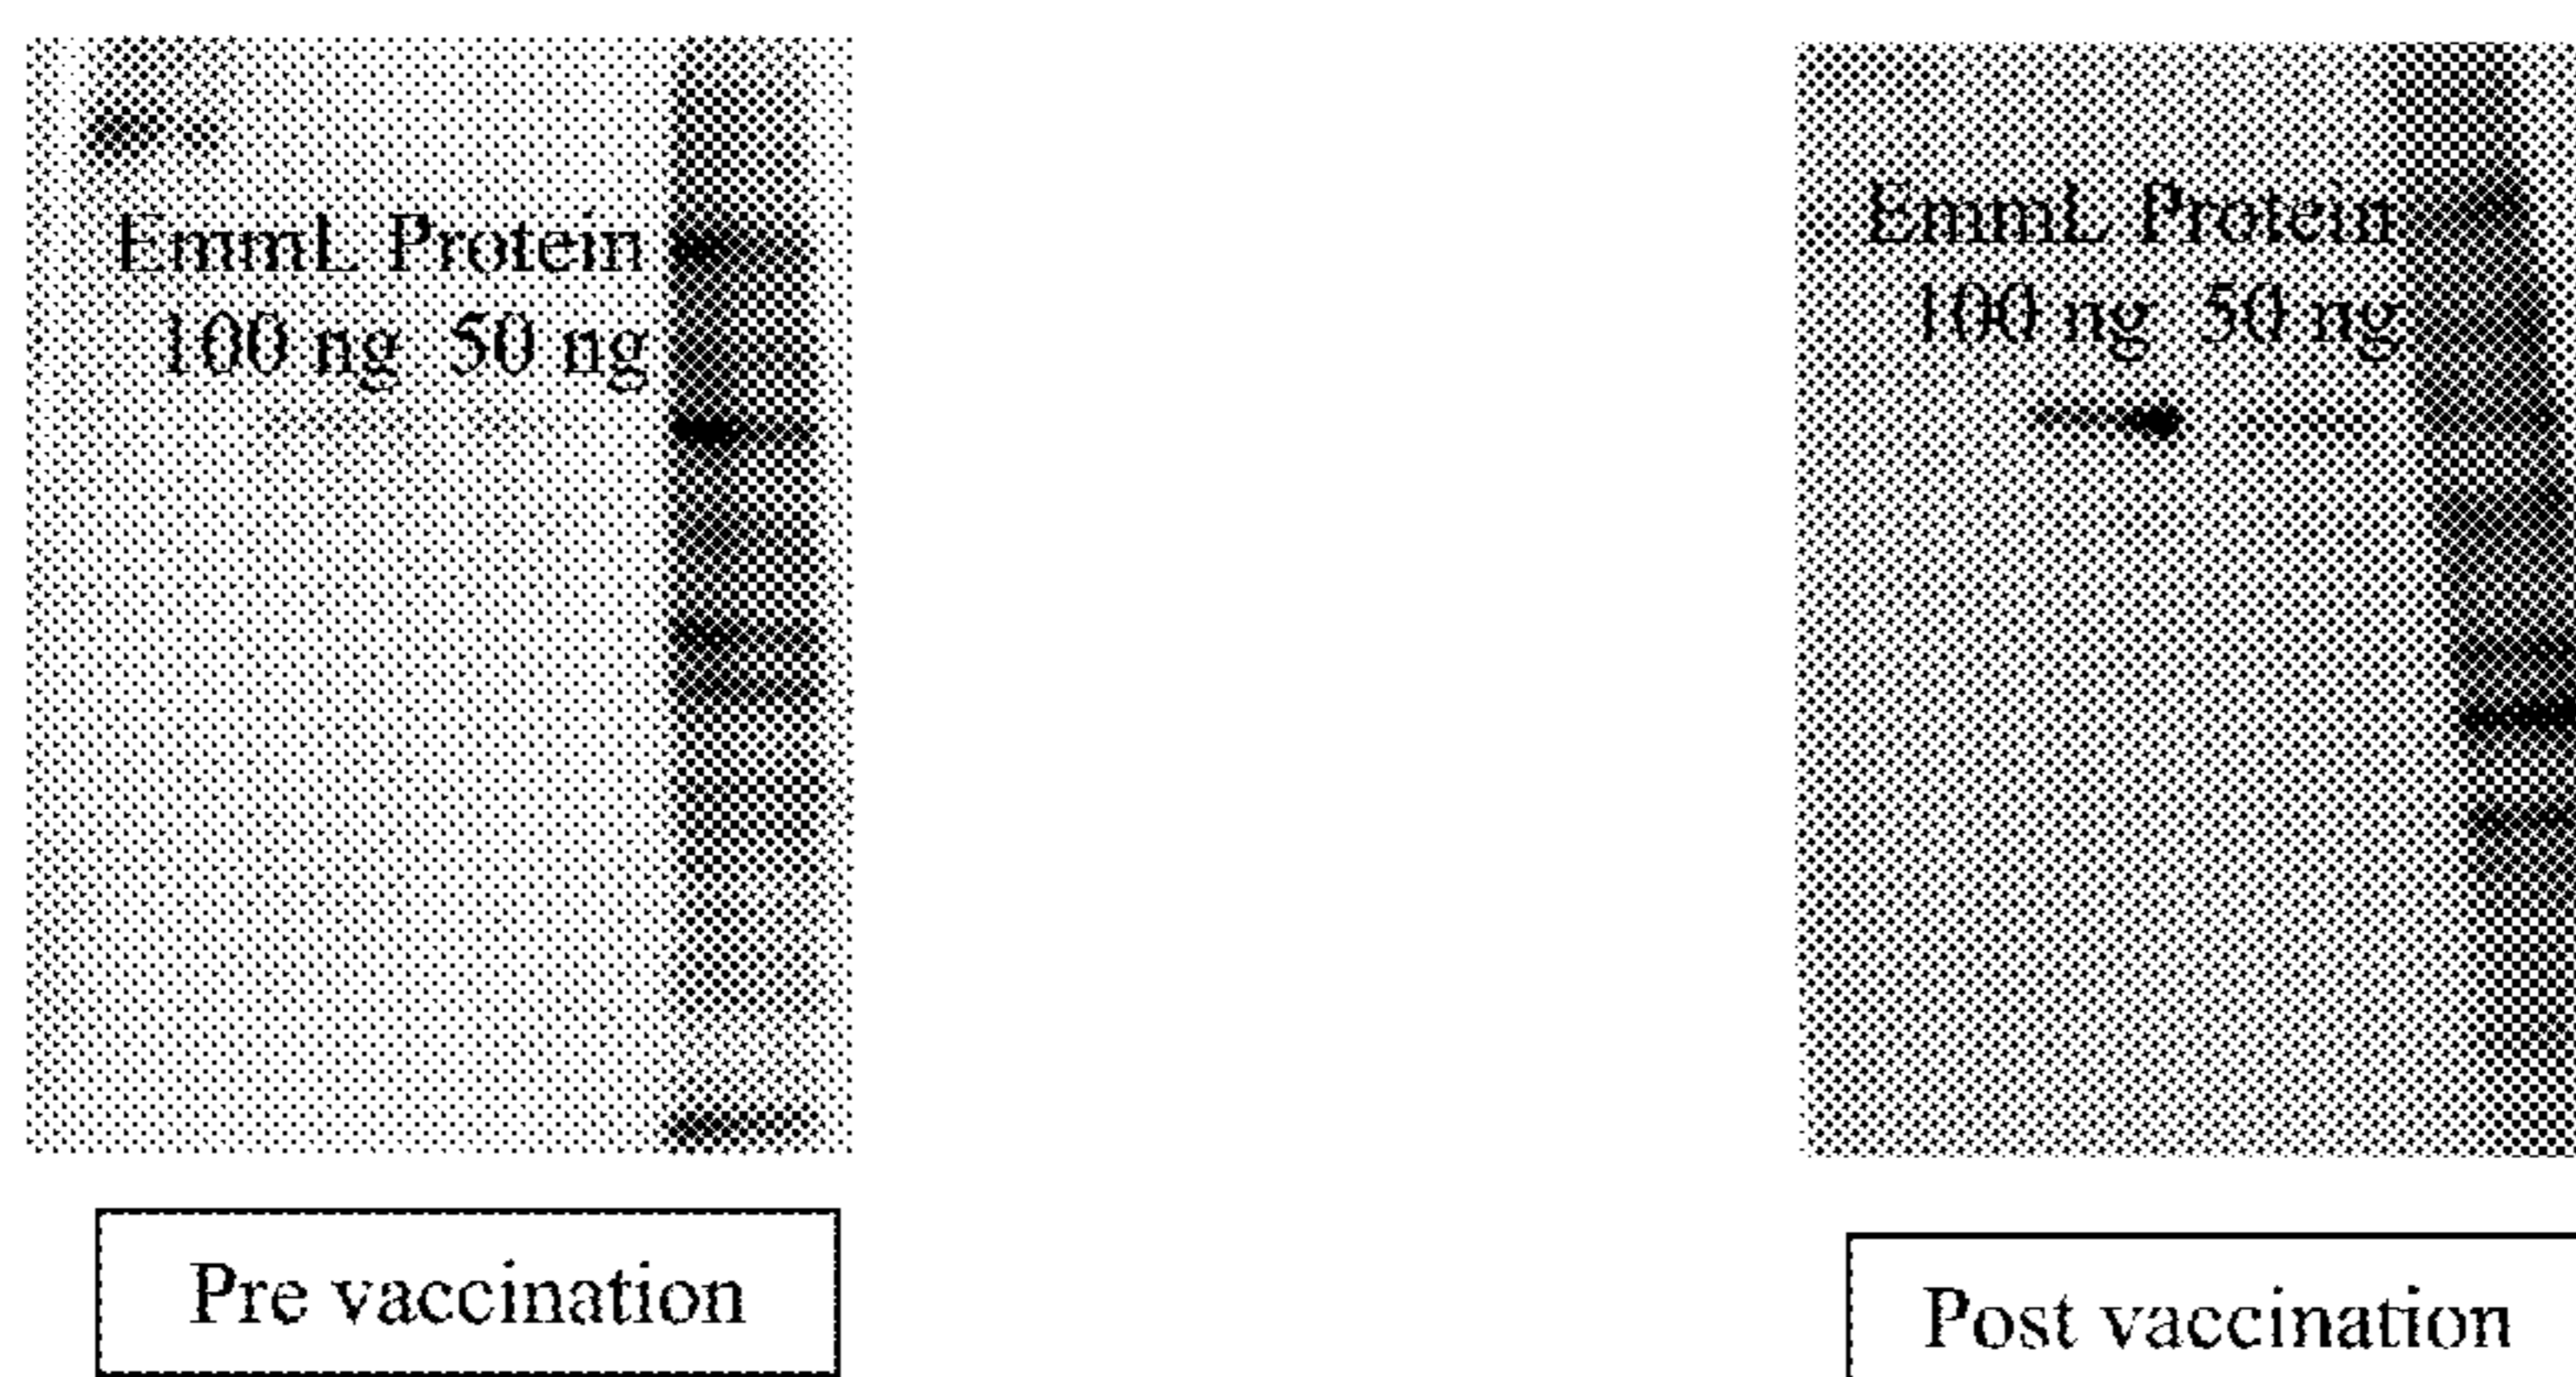 EmmL Protein
100 ng 50 ng
Pre vaccination
EmmL Protein
100 ng 50 ng
Post vaccination